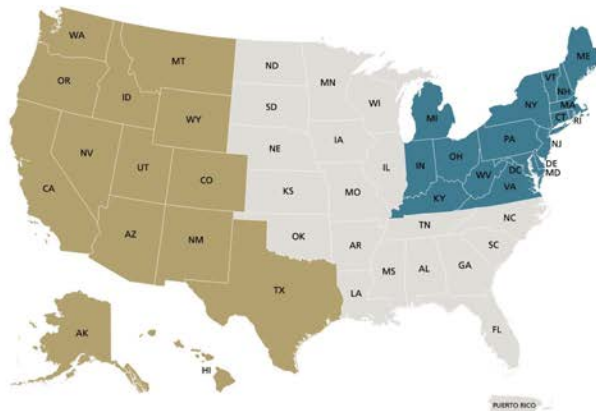 WA
MT
ND
MN
ME
VT
NH
OR
ID
SD
WI
NY
MA
WY
MI
CT
RI
IA
PA
NE
NJ
NV
IN
OH
UT
IL
DE
CO
DC
MD
WV
CA
KS
MO
VA
KY
NC
TN
OK
AZ
NM
AR
SC
MS
AL
GA
TX
LA
FL
AK
HI
PUERTO RICO